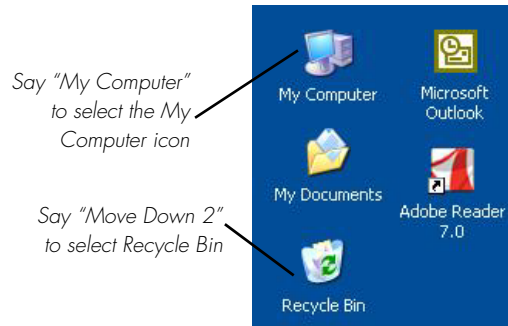 Say “My Computer”
to select the My
Computer icon
My Computer
Microsoft
Outlook
My Documents
Adobe Reader
7.0
Say “Move Down 2”
to select Recycle Bin
Recycle Bin